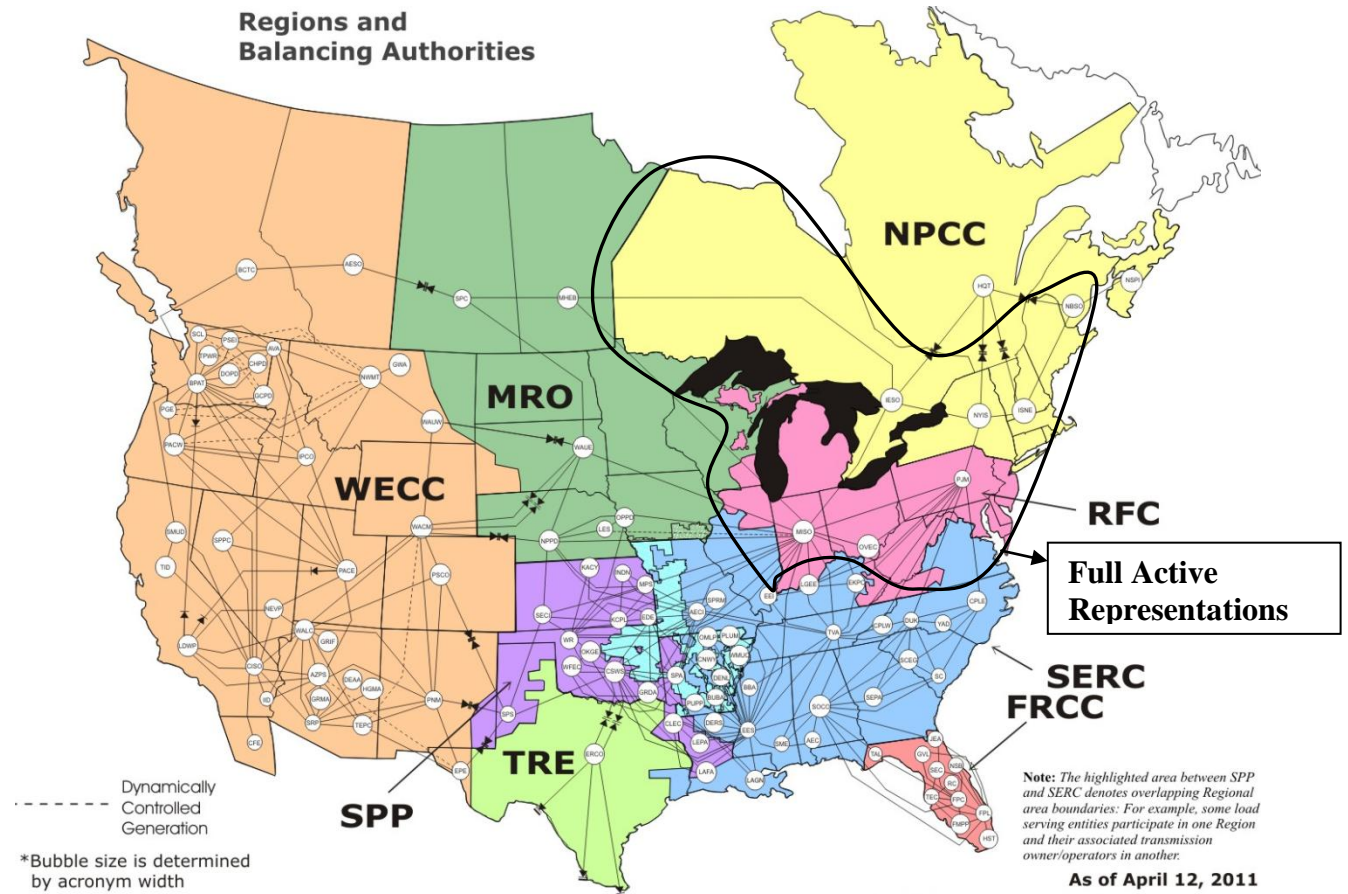 Regions and
Balancing Authorities
NPCC
BCTC
AESO
SPC
MHEB
HQT
NBSO
NSPI
SCL
PSEI
TPWR
CHPD
AVA
BPAT
DOPD
GCPD
NWMT
GWA
PGE
PACW
WAUW
IPCO
MRO
WAUE
IESO
NYIS
ISNE
WECC
PJM
RFC
SMUD
SPPC
WACM
NPPD
LES
OPPD
MISO
OVEC
Full Active
Representations
TID
PACE
PSCO
KACY
NDN
MPS
LGEE
EKPC
EEI
NEVP
SECI
KCPL
EDE
SPRM
AECI
CPLE
LDWP
WALC
GRIF
WR
OKGE
WFEC
CSWS
OMLP
PLUM
TVA
CPLW
DUK
YAD
CISO
AZPS
DEAA
HGMA
GRMA
SPA
CNWY
WMUC
DENL
SCEG
SC
SERC
IID
SRP
TEPC
PNM
SPS
GRDA
PUPP
BUBA
BBA
SEPA
SOCO
FRCC
CFE
EPE
CLEC
DERS
LEPA
EES
SME
AEC
TRE
ERCO
LAFA
LAGN
TAL
JEA
GVL
NSB
SEC
RC
TEC
FPC
FPL
FMPP
HST
SPP
Dynamically
Controlled
Generation
*Bubble size is determined
by acronym width
Note: The highlighted area between SPP
and SERC denotes overlapping Regional
area boundaries: For example, some load
serving entities participate in one Region
and their associated transmission
owner/operators in another.
As of April 12, 2011